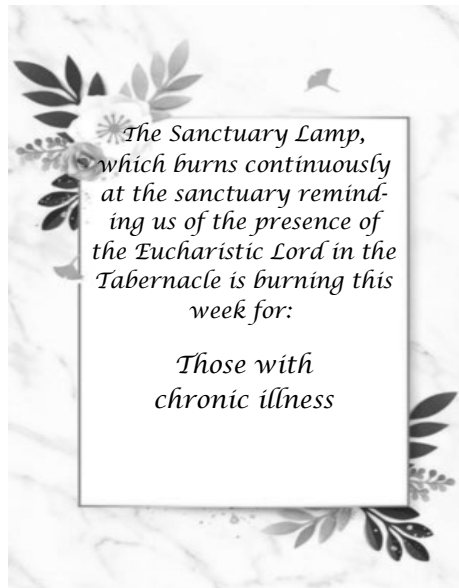 The Sanctuary Lamp,
which burns continuously
at the sanctuary remind-
ing us of the presence of
the Eucharistic Lord in the
Tabernacle is burning this
week for:
Those with
chronic illness